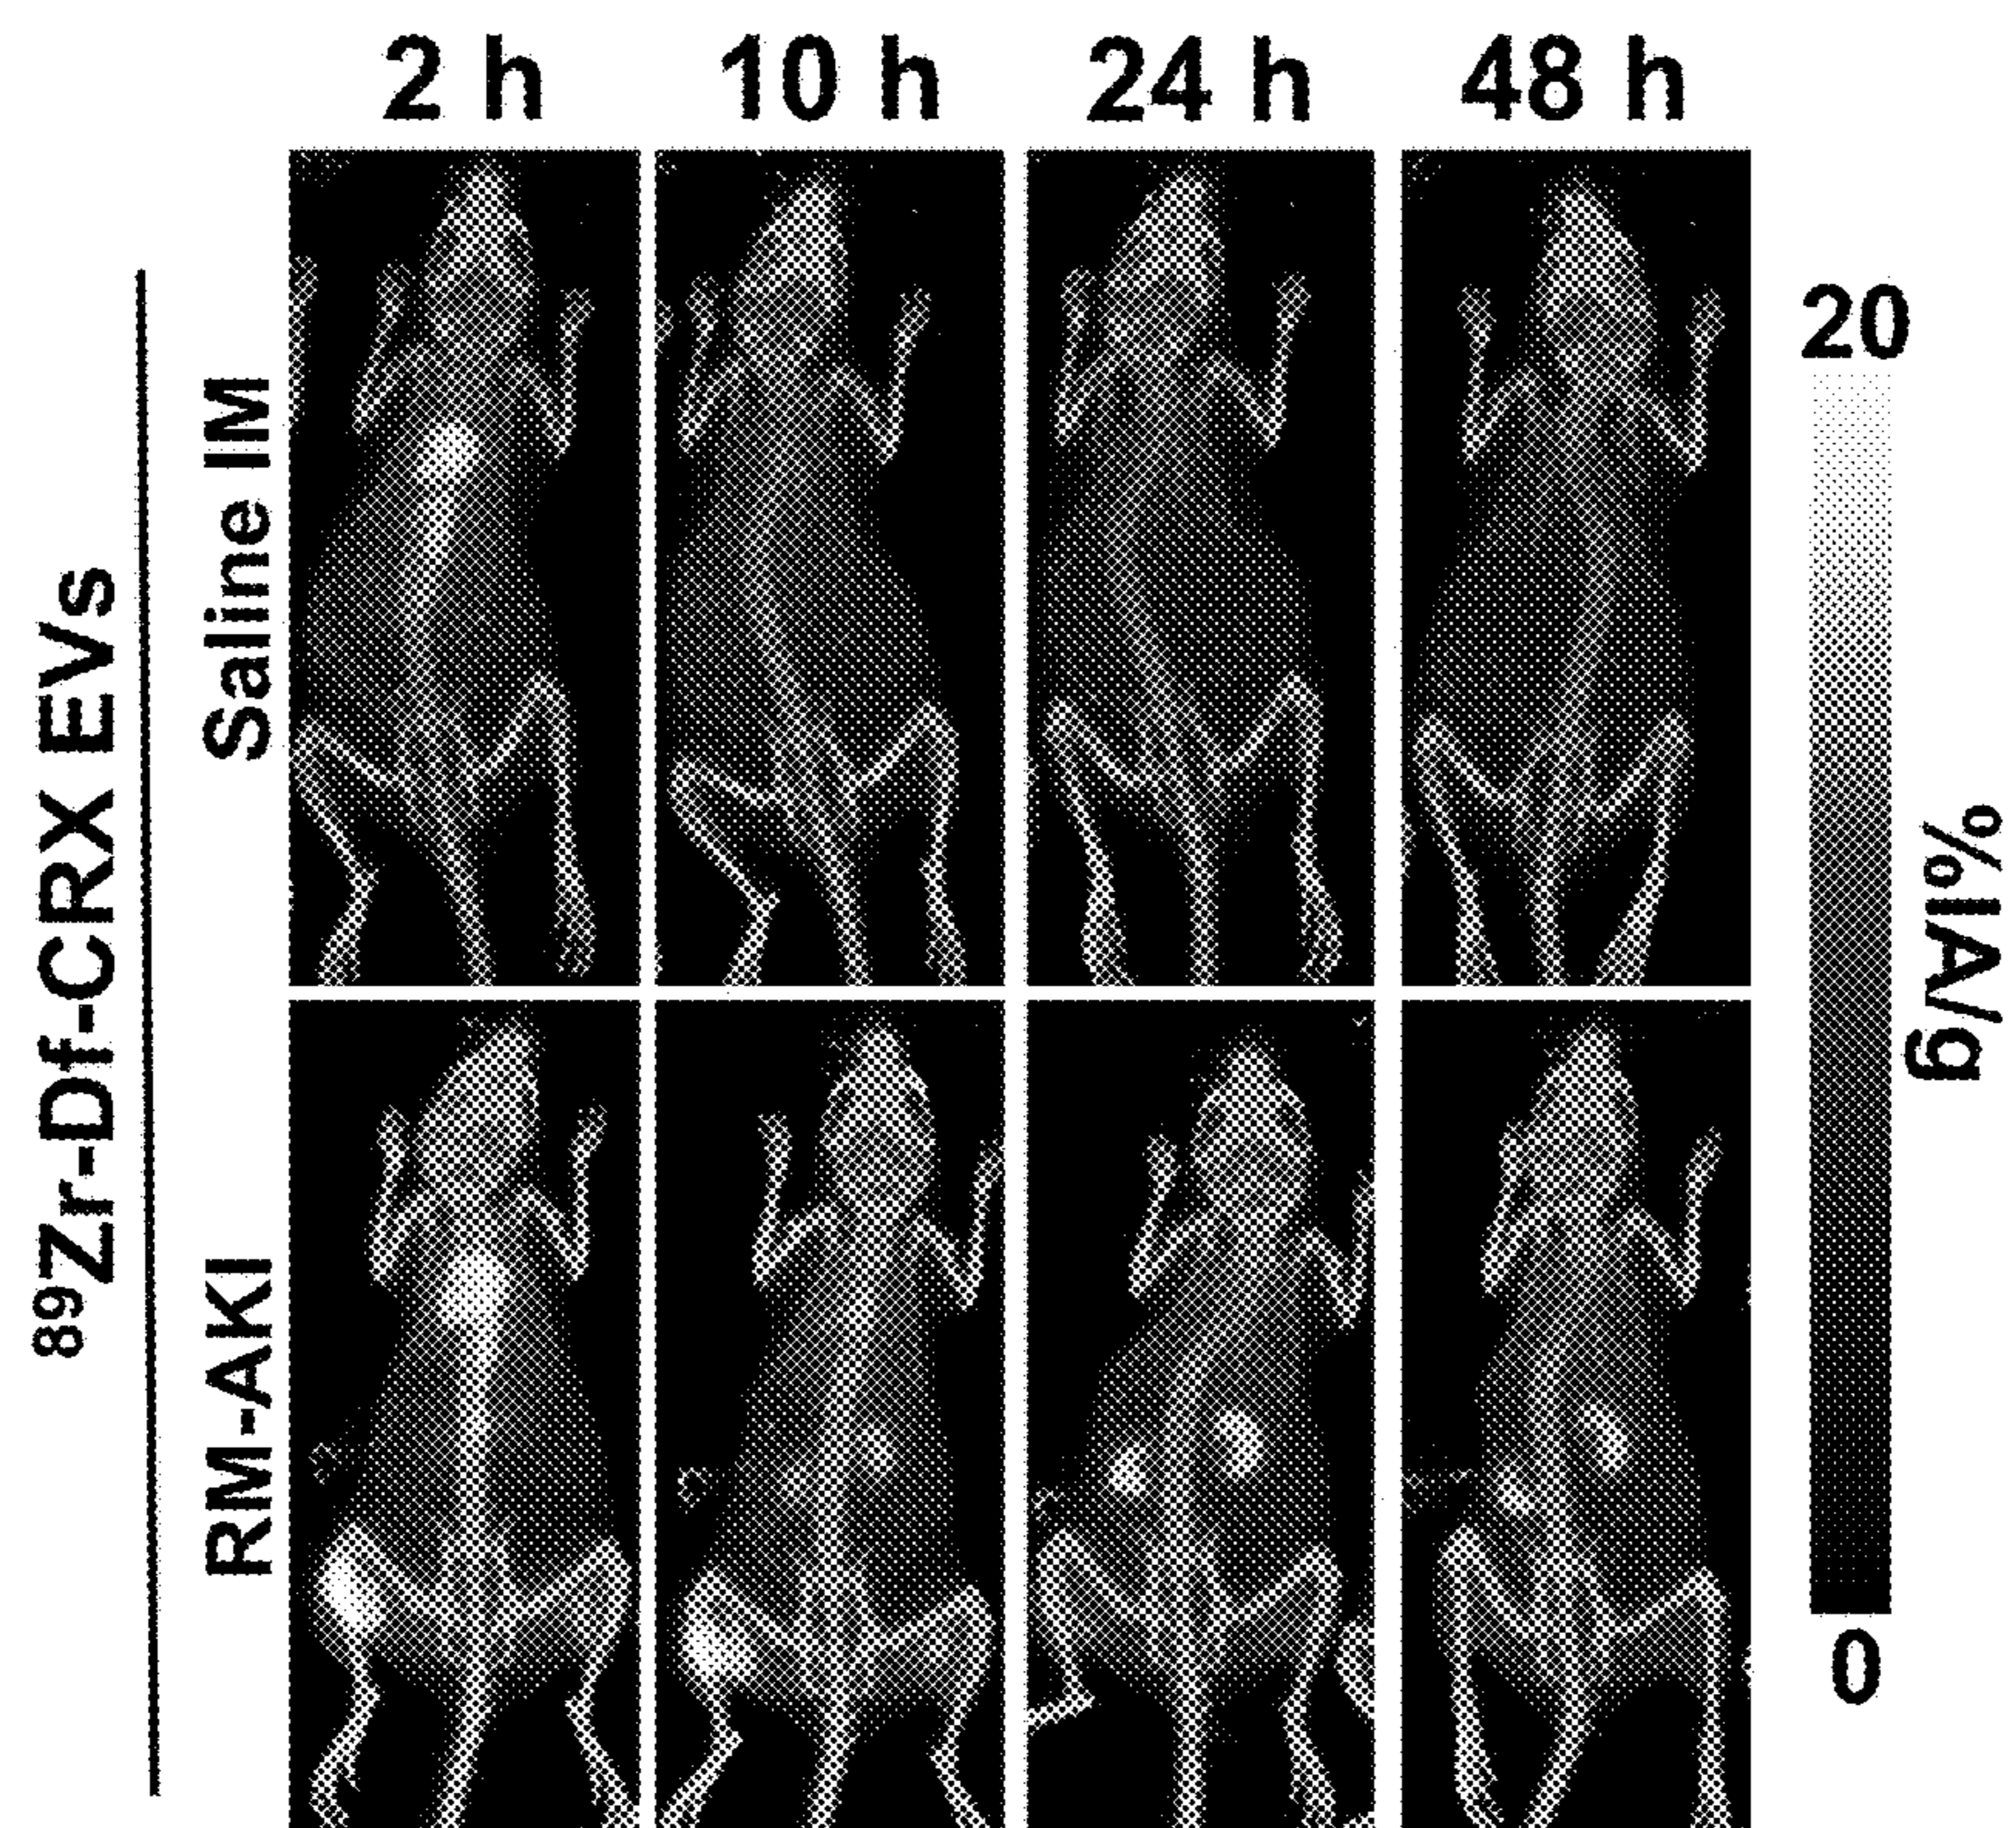 2 h 10 h 24 h 48 h
⁸⁹Zr-Df-CRX EVs
Saline IM
RM-AKI
20
%IA/g
0